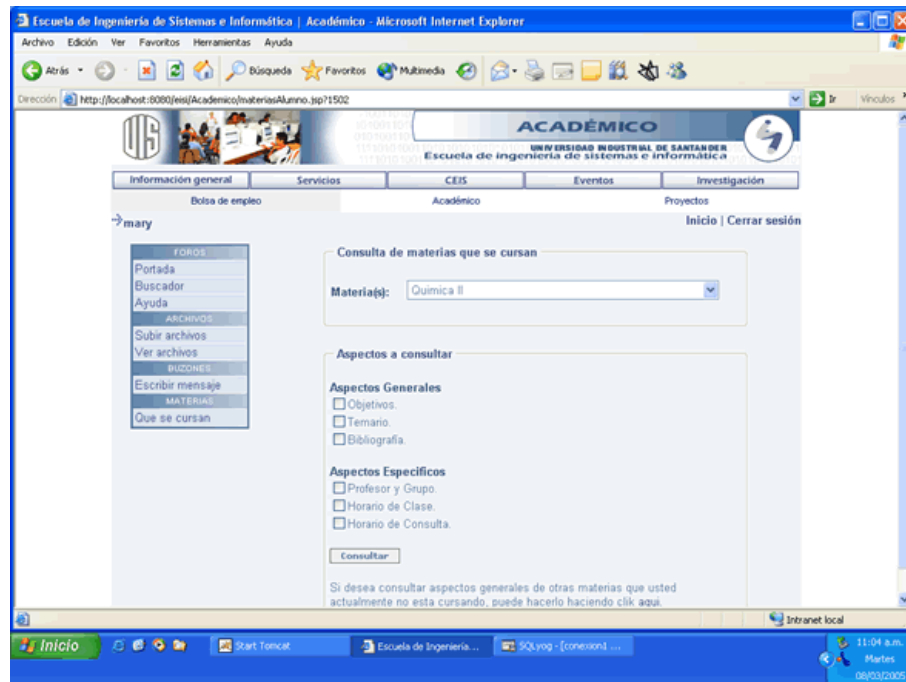 Escuela de Ingeniería de Sistemas e Informática | Académico - Microsoft Internet Explorer
Archivo Edición Ver Favoritos Herramientas Ayuda
Atrás Búsqueda Favoritos Multimedia
Dirección http://localhost:8080/eisi/Academico/materiasAlumno.jsp?1502 Ir Vínculos
UIS
ACADÉMICO
UNIVERSIDAD INDUSTRIAL DE SANTANDER
Escuela de ingeniería de sistemas e informática
Información general Servicios CEIS Eventos Investigación
Bolsa de empleo Académico Proyectos
mary Inicio | Cerrar sesión
FOROS
Portada
Buscador
Ayuda
ARCHIVOS
Subir archivos
Ver archivos
BUZONES
Escribir mensaje
MATERIAS
Que se cursan
Consulta de materias que se cursan
Materia(s): Quimica II
Aspectos a consultar
Aspectos Generales
Objetivos.
Temario.
Bibliografía.
Aspectos Especificos
Profesor y Grupo.
Horario de Clase.
Horario de Consulta.
Consultar
Si desea consultar aspectos generales de otras materias que usted
actualmente no esta cursando, puede hacerlo haciendo clik aqui.
Intranet local
Inicio Start Tomcat Escuela de Ingeniería... SQLyog - [conexion1 ... 11:04 a.m.
Martes
08/03/2005